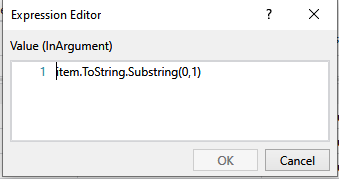 Expression Editor
?
Value (InArgument)
1 item.ToString.Substring(0,1)
OK
Cancel